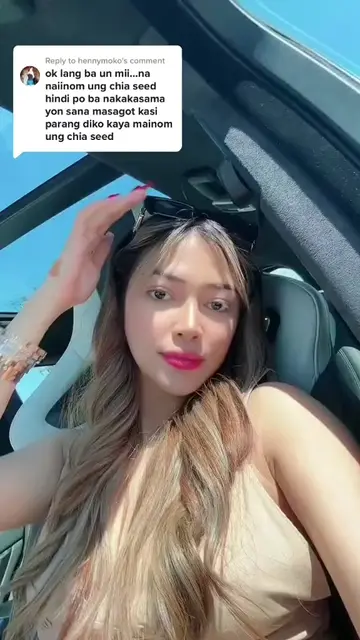 Reply to hennymoko's comment
ok lang ba un mii...na
naiinom ung chia seed
hindi po ba nakakasama
yon sana masagot kasi
parang diko kaya mainom
ung chia seed